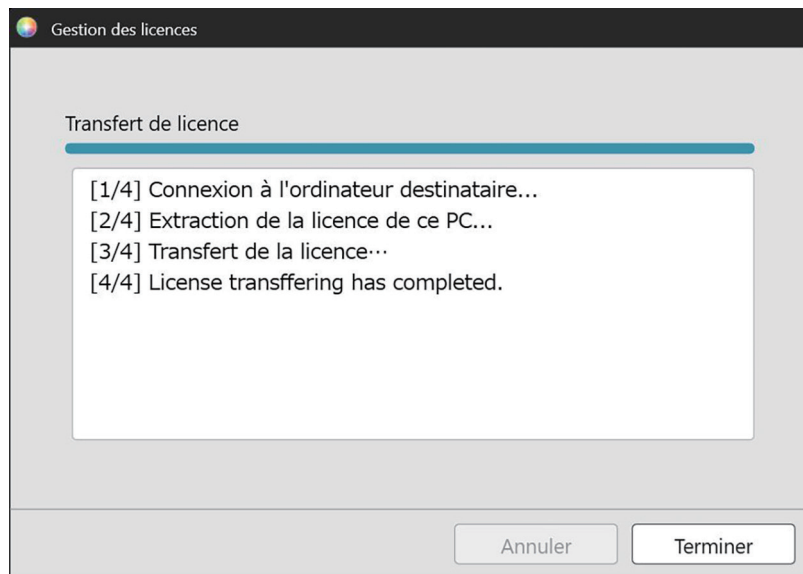 Gestion des licences
Transfert de licence
[1/4] Connexion à l'ordinateur destinataire...
[2/4] Extraction de la licence de ce PC...
[3/4] Transfert de la licence⋯
[4/4] License transffering has completed.
Annuler
Terminer